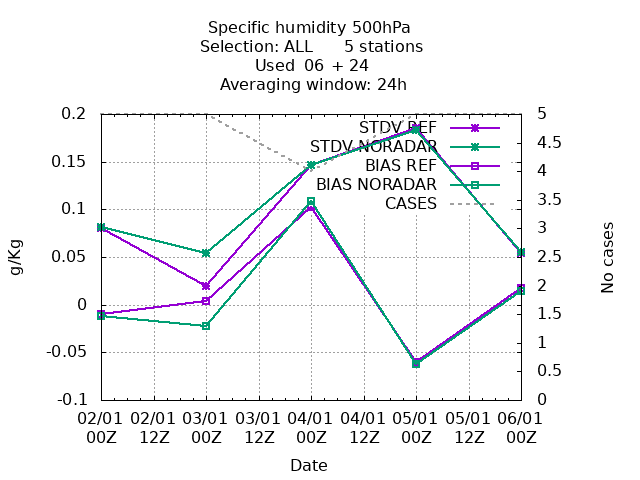 Specific humidity 500hPa
Selection: ALL 5 stations
Used 06 + 24
Averaging window: 24h
0.2
0.15
0.1
0.05
0
-0.05
-0.1
g/Kg
5
4.5
4
3.5
3
2.5
2
1.5
1
0.5
0
No cases
STDV REF
STDV NORADAR
BIAS REF
BIAS NORADAR
CASES
02/01 02/01 03/01 03/01 04/01 04/01 05/01 05/01 06/01
00Z 12Z 00Z 12Z 00Z 12Z 00Z 12Z 00Z
Date